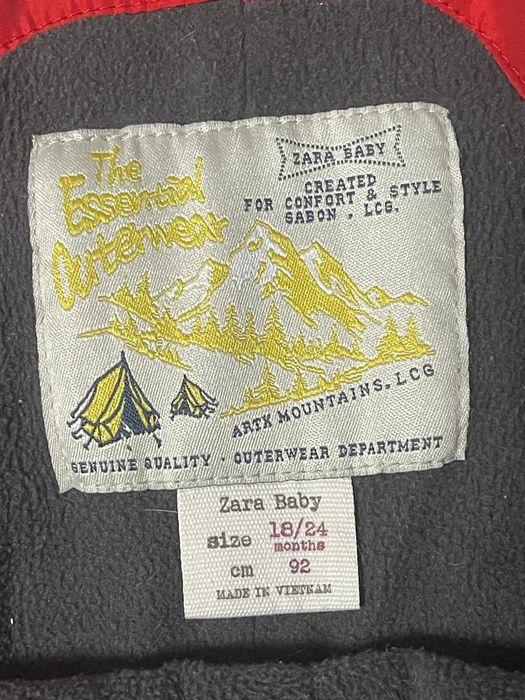 The
Essential
Outerwear
ZARA BABY
CREATED
FOR CONFORT & STYLE
SABON . LCG.
ARTX MOUNTAINS. LCG
GENUINE QUALITY · OUTERWEAR DEPARTMENT
Zara Baby
size 18/24
months
cm 92
MADE IN VIETNAM